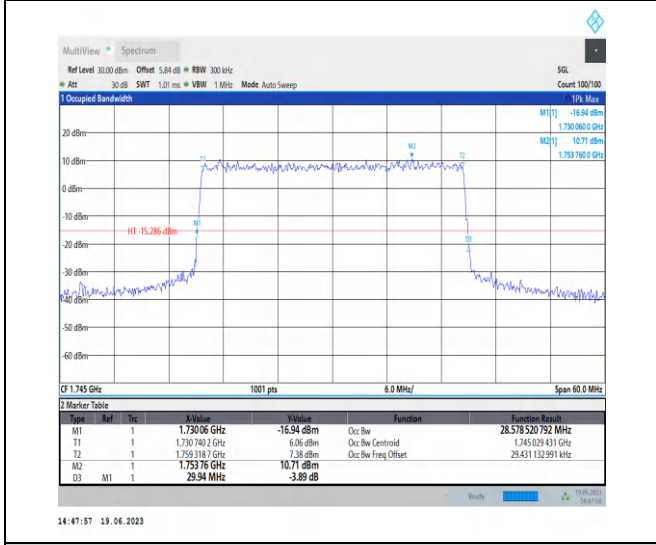 MultiView Spectrum
Ref Level 30.00 dBm Offset 5.84 dB RBW 300 kHz SGL
Att 30 dB SWT 1.01 ms VBW 1 MHz Mode Auto Sweep Count 100/100
1 Occupied Bandwidth 1Pk Max
M1[1] -16.94 dBm
1.730 060 0 GHz
M2[1] 10.71 dBm
1.753 760 0 GHz
20 dBm
M2
T1 T2
10 dBm
0 dBm
-10 dBm
M1
H1 -15.286 dBm
D3
-20 dBm
-30 dBm
-40 dBm
-50 dBm
-60 dBm
CF 1.745 GHz 1001 pts 6.0 MHz/ Span 60.0 MHz
2 Marker Table
Type Ref Trc X-Value Y-Value Function Function Result
M1 1 1.73006 GHz -16.94 dBm Occ Bw 28.578 520 792 MHz
T1 1 1.730 740 2 GHz 6.06 dBm Occ Bw Centroid 1.745 029 431 GHz
T2 1 1.759 318 7 GHz 7.38 dBm Occ Bw Freq Offset 29.431 132 991 kHz
M2 1 1.753 76 GHz 10.71 dBm
D3 M1 1 29.94 MHz -3.89 dB
Ready 19.06.2023
14:47:57 19.06.2023